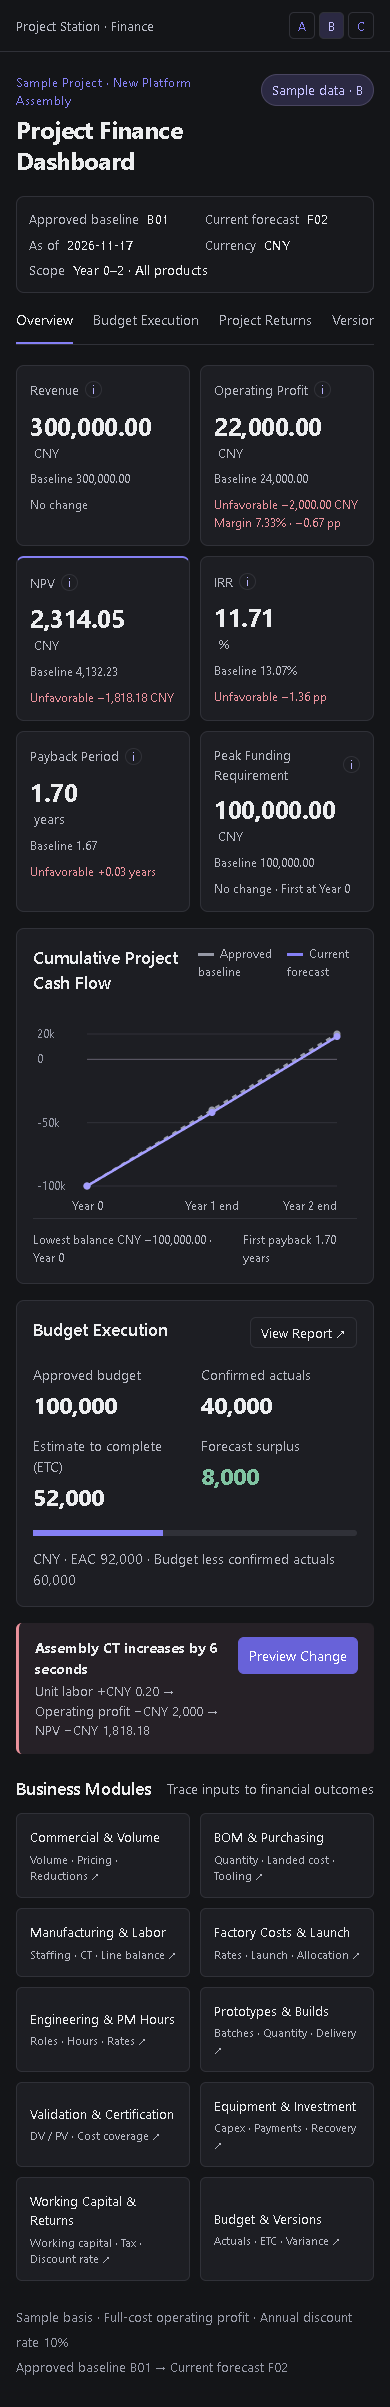 Project Station · Finance
A B C
Sample Project · New Platform
Assembly
Sample data · B
Project Finance
Dashboard
Approved baseline B01 Current forecast F02
As of 2026-11-17 Currency CNY
Scope Year 0–2 · All products
Overview Budget Execution Project Returns Version
Revenue i
300,000.00
CNY
Baseline 300,000.00
No change
Operating Profit i
22,000.00
CNY
Baseline 24,000.00
Unfavorable −2,000.00 CNY
Margin 7.33% · −0.67 pp
NPV i
2,314.05
CNY
Baseline 4,132.23
Unfavorable −1,818.18 CNY
IRR i
11.71
%
Baseline 13.07%
Unfavorable −1.36 pp
Payback Period i
1.70
years
Baseline 1.67
Unfavorable +0.03 years
Peak Funding
Requirement i
100,000.00
CNY
Baseline 100,000.00
No change · First at Year 0
Cumulative Project
Cash Flow
Approved
baseline
Current
forecast
20k
0
-50k
-100k
Year 0 Year 1 end Year 2 end
Lowest balance CNY −100,000.00 ·
Year 0
First payback 1.70
years
Budget Execution
View Report ↗
Approved budget
100,000
Confirmed actuals
40,000
Estimate to complete
(ETC)
52,000
Forecast surplus
8,000
CNY · EAC 92,000 · Budget less confirmed actuals
60,000
Assembly CT increases by 6
seconds
Unit labor +CNY 0.20 →
Operating profit −CNY 2,000 →
NPV −CNY 1,818.18
Preview Change
Business Modules
Trace inputs to financial outcomes
Commercial & Volume
Volume · Pricing ·
Reductions ↗
BOM & Purchasing
Quantity · Landed cost ·
Tooling ↗
Manufacturing & Labor
Staffing · CT · Line balance ↗
Factory Costs & Launch
Rates · Launch · Allocation ↗
Engineering & PM Hours
Roles · Hours · Rates ↗
Prototypes & Builds
Batches · Quantity · Delivery
↗
Validation & Certification
DV / PV · Cost coverage ↗
Equipment & Investment
Capex · Payments · Recovery
↗
Working Capital &
Returns
Working capital · Tax ·
Discount rate ↗
Budget & Versions
Actuals · ETC · Variance ↗
Sample basis · Full-cost operating profit · Annual discount
rate 10%
Approved baseline B01 → Current forecast F02